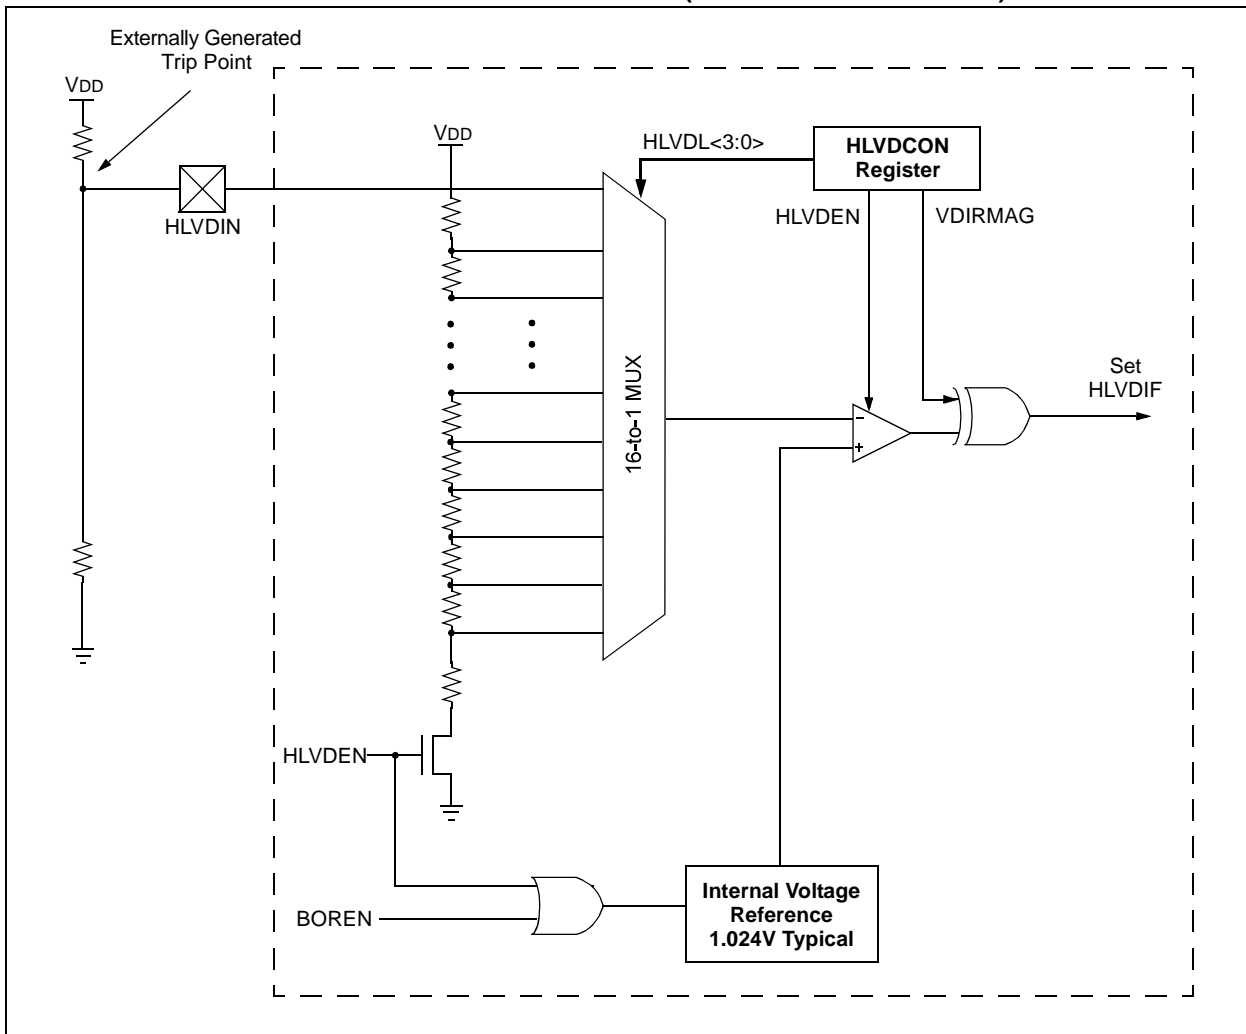 Externally Generated
Trip Point
VDD
VDD
HLVDL<3:0>
HLVDCON
Register
HLVDIN
HLVDEN
VDIRMAG
16-to-1 MUX
Set
HLVDIF
-
+
HLVDEN
BOREN
Internal Voltage
Reference
1.024V Typical